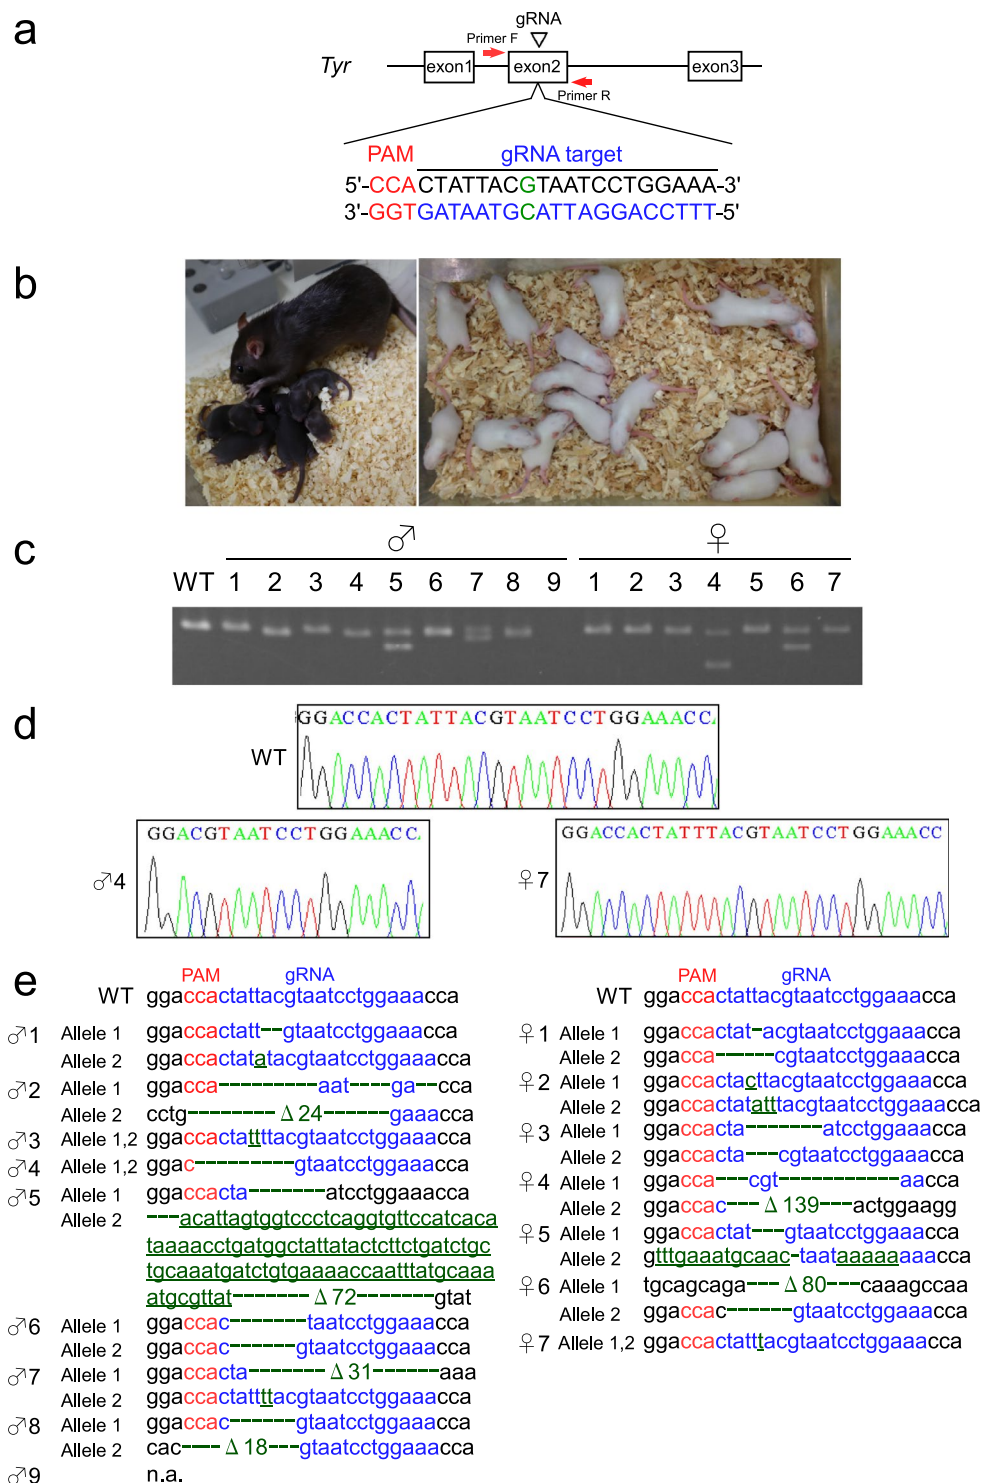 a
gRNA
Primer F
Tyr
exon1
exon2
exon3
Primer R
PAM gRNA target
5'-CCACTATTACGTAATCCTGGAAA-3'
3'-GGTGATAATGCATTAGGACCTTT-5'
b
c
♂ ♀
WT 1 2 3 4 5 6 7 8 9 1 2 3 4 5 6 7
d
WT
GGACCACTATTACGTAATCCTGGAAACC
♂4
GGACGTAATCCTGGAAACC
♀7
GGACCACTATTTACGTAATCCTGGAAACC
e
PAM gRNA
WT ggaccactattacgtaatcctggaaacca
♂1 Allele 1 ggaccactatt--gtaatcctggaaacca
Allele 2 ggaccactatatacgtaatcctggaaacca
♂2 Allele 1 ggacca---------aat----ga--cca
Allele 2 cctg---------Δ24------gaaacca
♂3 Allele 1,2 ggaccactattttacgtaatcctggaaacca
♂4 Allele 1,2 ggac----------gtaatcctggaaacca
♂5 Allele 1 ggaccacta--------atcctggaaacca
Allele 2 ---acattagtggtccctcaggtgttccatcaca
taaaacctgatggctattatactcttctgatctgc
tgcaaatgatctgtgaaaaccaatttatgcaaa
atgcgttat--------Δ72-------gtat
♂6 Allele 1 ggaccac--------taatcctggaaacca
Allele 2 ggaccac-------gtaatcctggaaacca
♂7 Allele 1 ggaccacta--------Δ31-------aaa
Allele 2 ggaccactatttttacgtaatcctggaaacca
♂8 Allele 1 ggaccac-------gtaatcctggaaacca
Allele 2 cac----Δ18---gtaatcctggaaacca
♂9 n.a.
PAM gRNA
WT ggaccactattacgtaatcctggaaacca
♀1 Allele 1 ggaccactat-acgtaatcctggaaacca
Allele 2 ggacca------cgtaatcctggaaacca
♀2 Allele 1 ggaccactacttacgtaatcctggaaacca
Allele 2 ggaccactatatttacgtaatcctggaaacca
♀3 Allele 1 ggaccacta--------atcctggaaacca
Allele 2 ggaccacta---cgtaatcctggaaacca
♀4 Allele 1 ggacca---cgt------------aacca
Allele 2 ggaccac---Δ139---actggaagg
♀5 Allele 1 ggaccactat---gtaatcctggaaacca
Allele 2 gtttgaaatgcaac-taataaaaaaaacca
♀6 Allele 1 tgcagcaga---Δ80---caaagccaa
Allele 2 ggaccac-------gtaatcctggaaacca
♀7 Allele 1,2 ggaccactatttacgtaatcctggaaacca